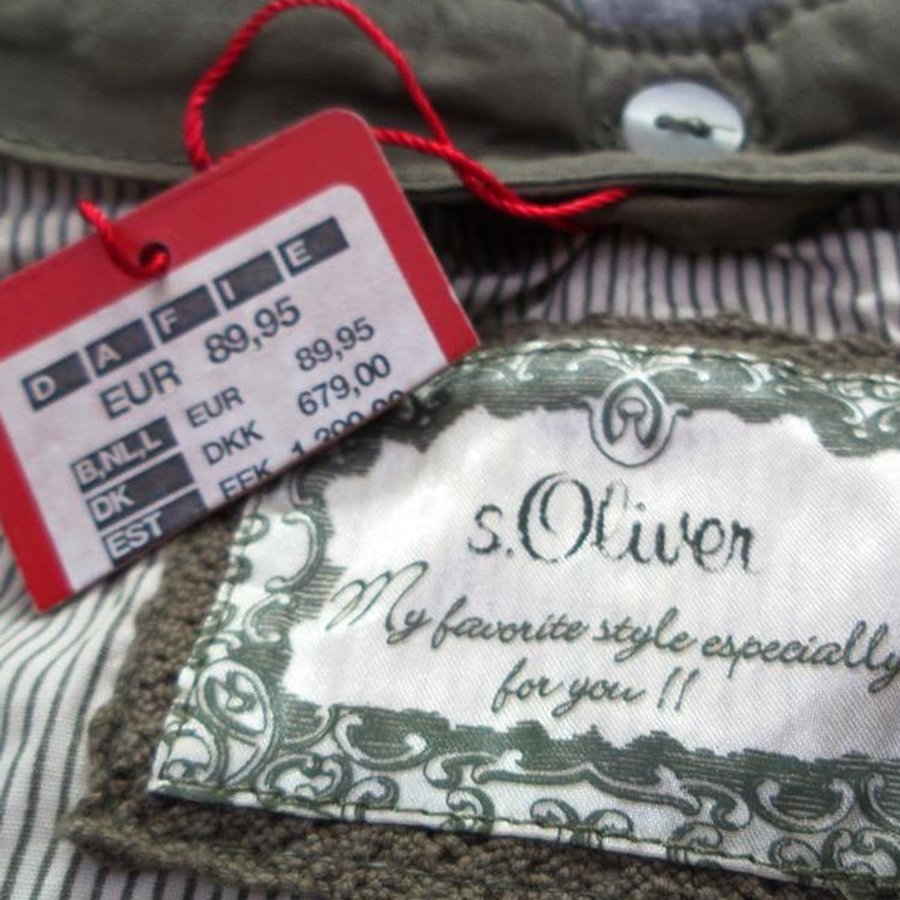 D A F I E
EUR 89,95
B,NL,L EUR 89,95
DK DKK 679,00
EST EEK
s.Oliver
My favorite style especially
for you !!